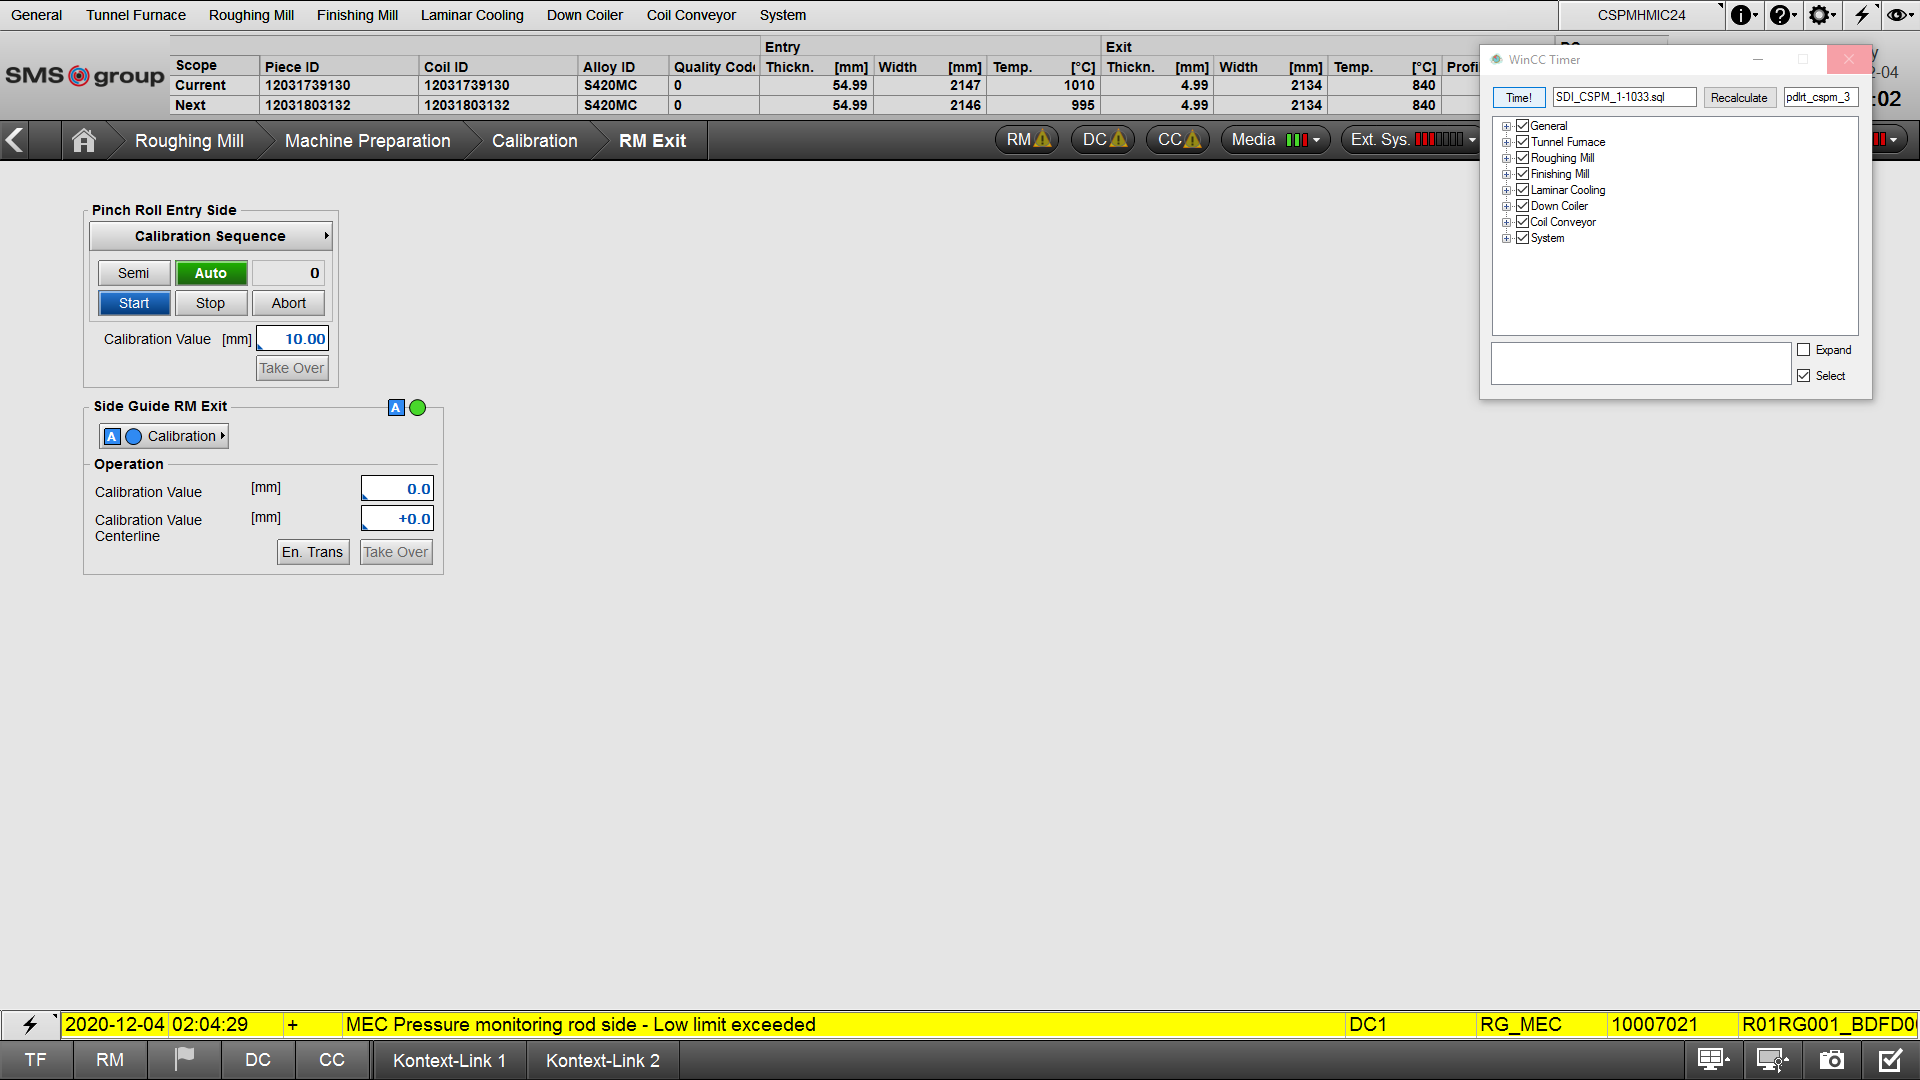 General Tunnel Furnace Roughing Mill Finishing Mill Laminar Cooling Down Coiler Coil Conveyor System CSPMHMIC24
SMS group
Entry Exit
Scope Piece ID Coil ID Alloy ID Quality Thickn. [mm] Width [mm] Temp. [°C] Thickn. [mm] Width [mm] Temp. [°C]
Current 12031739130 12031739130 S420MC 0 54.99 2147 1010 4.99 2134 840
Next 12031803132 12031803132 S420MC 0 54.99 2146 995 4.99 2134 840
-04
:02
Roughing Mill Machine Preparation Calibration RM Exit RM DC CC Media Ext. Sys.
WinCC Timer
Time! SDI_CSPM_1-1033.sql Recalculate pdlrt_cspm_3
General
Tunnel Furnace
Roughing Mill
Finishing Mill
Laminar Cooling
Down Coiler
Coil Conveyor
System
Expand
Select
Pinch Roll Entry Side
Calibration Sequence
Semi Auto 0
Start Stop Abort
Calibration Value [mm] 10.00
Take Over
Side Guide RM Exit A
A Calibration
Operation
Calibration Value [mm] 0.0
Calibration Value [mm] +0.0
Centerline
En. Trans Take Over
2020-12-04 02:04:29 + MEC Pressure monitoring rod side - Low limit exceeded DC1 RG_MEC 10007021 R01RG001_BDFD0
TF RM DC CC Kontext-Link 1 Kontext-Link 2